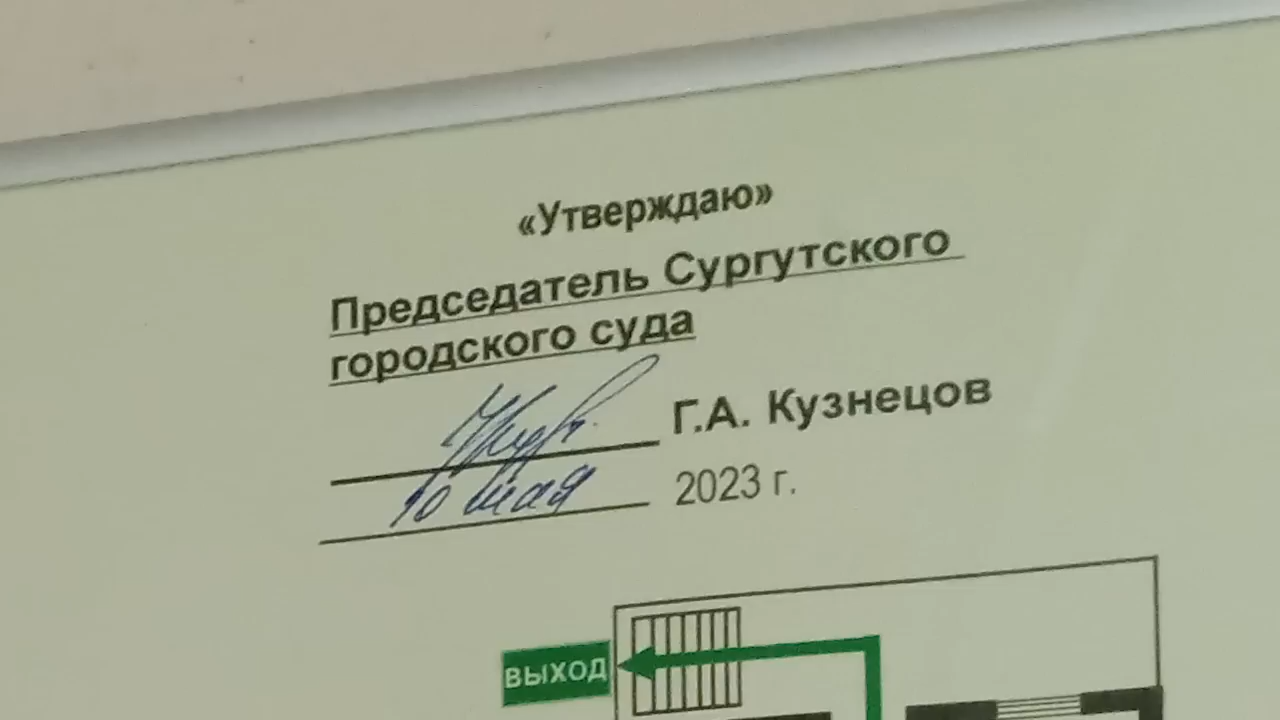 «Утверждаю»
Председатель Сургутского
городского суда
Г.А. Кузнецов
10 мая 2023 г.
ВЫХОД